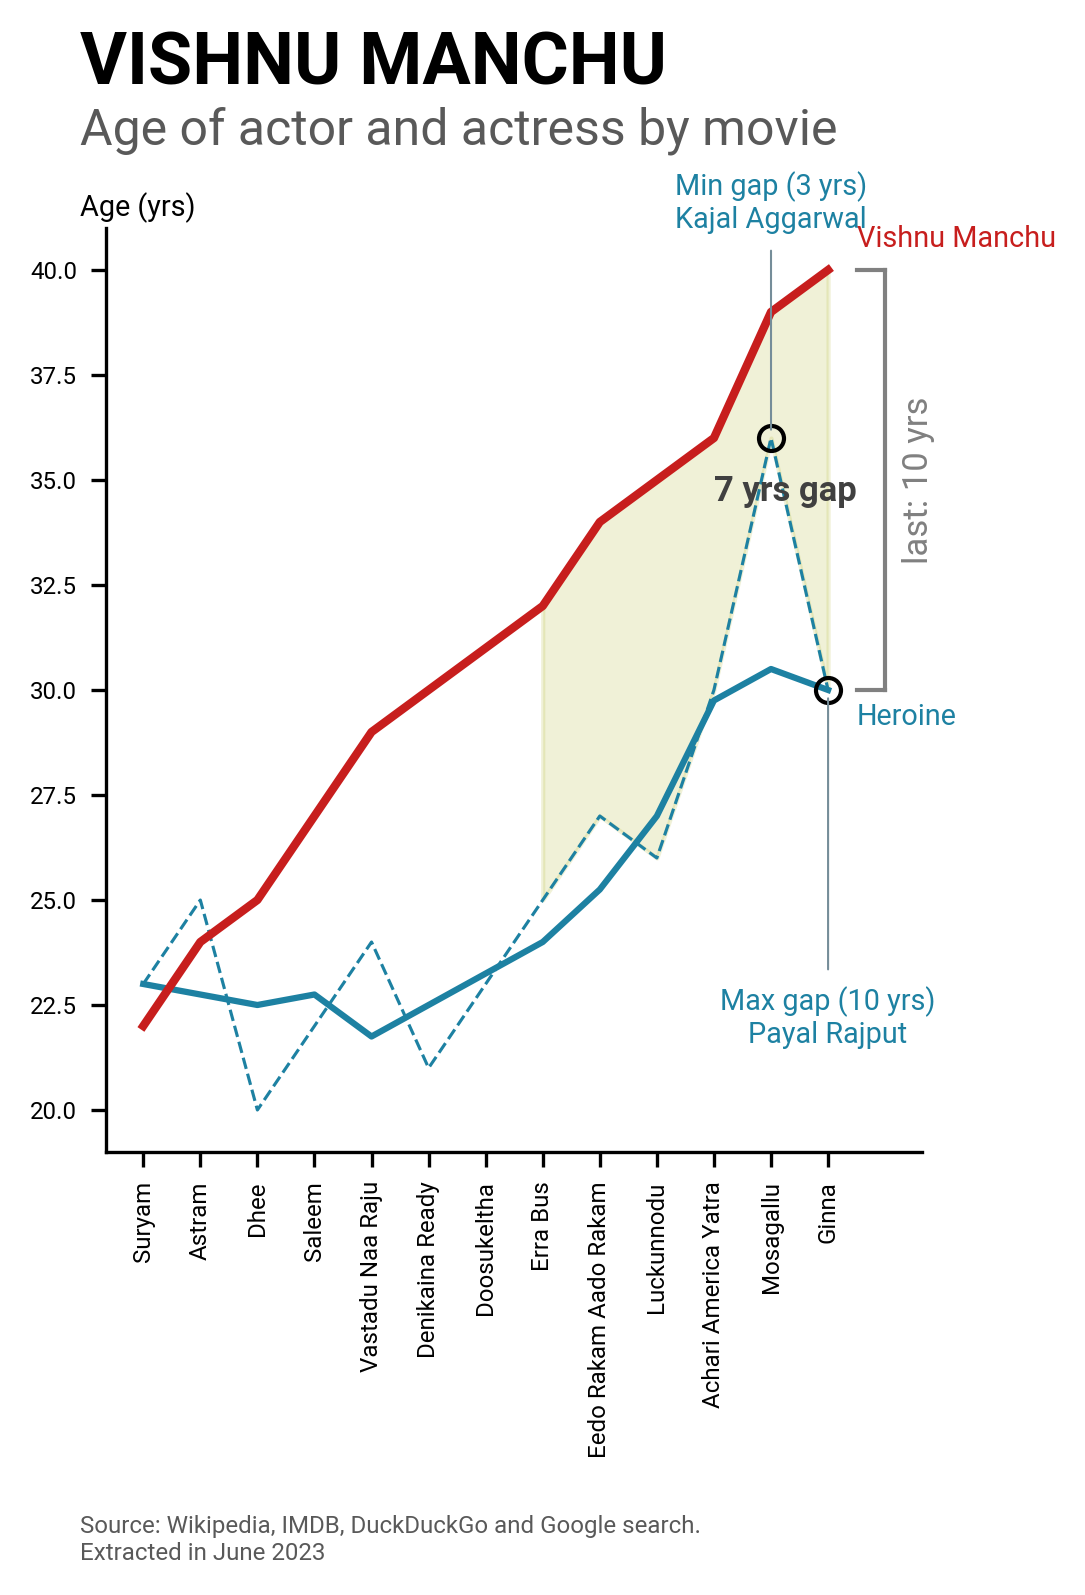 VISHNU MANCHU
Age of actor and actress by movie
Min gap (3 yrs)
Kajal Aggarwal
Age (yrs)
Vishnu Manchu
40.0
37.5
35.0
32.5
30.0
27.5
25.0
22.5
20.0
7 yrs gap
last: 10 yrs
Heroine
Max gap (10 yrs)
Payal Rajput
Suryam
Astram
Dhee
Saleem
Vastadu Naa Raju
Denikaina Ready
Doosukeltha
Erra Bus
Eedo Rakam Aado Rakam
Luckunnodu
Achari America Yatra
Mosagallu
Ginna
Source: Wikipedia, IMDB, DuckDuckGo and Google search.
Extracted in June 2023